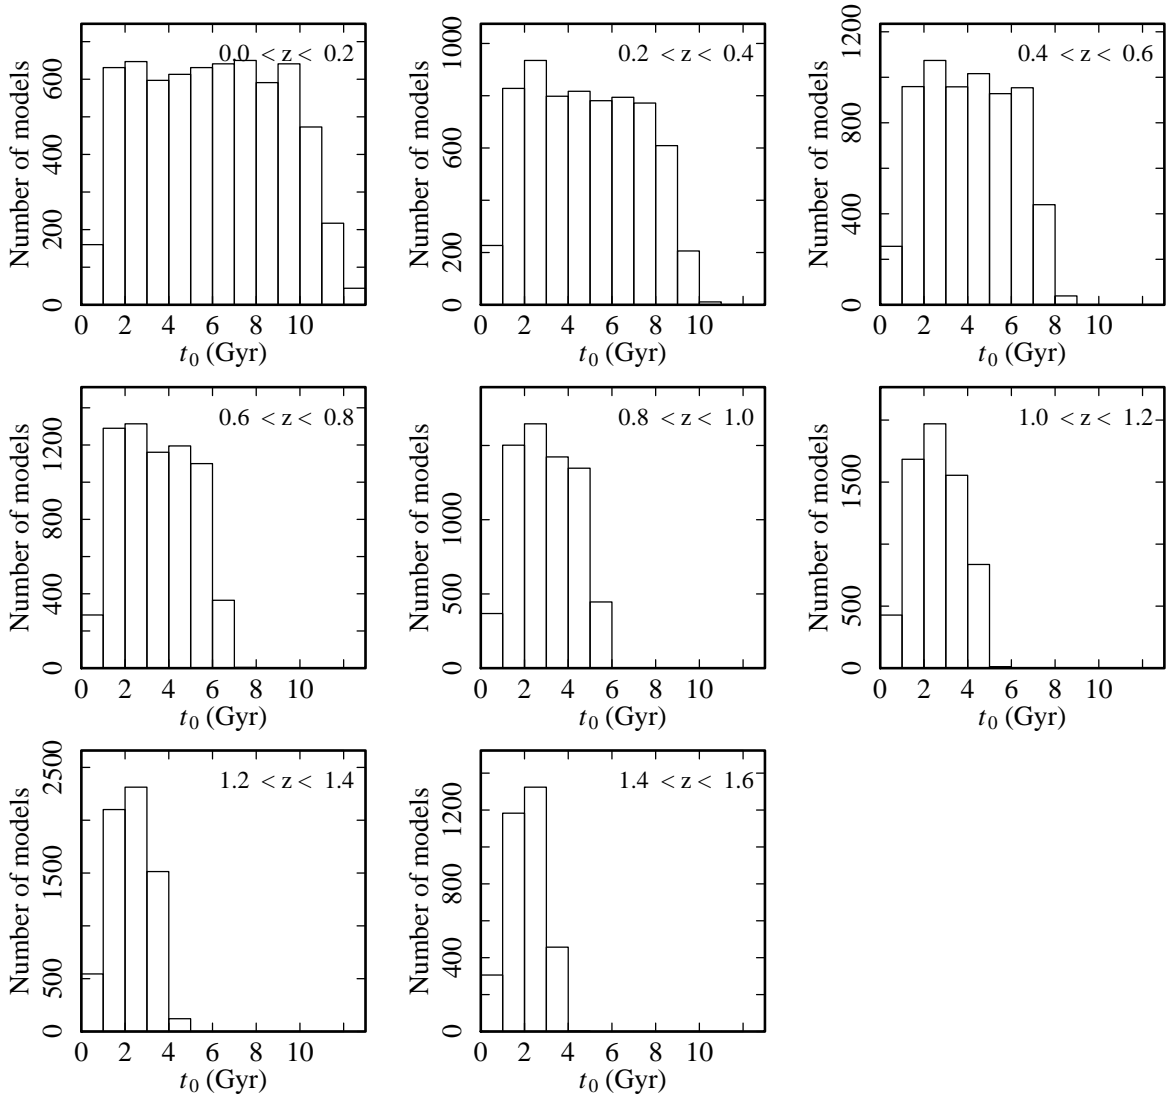 Number of models
0 200 400 600
0.0 < z < 0.2
0 2 4 6 8 10
t0 (Gyr)
Number of models
0 200 600 1000
0.2 < z < 0.4
0 2 4 6 8 10
t0 (Gyr)
Number of models
0 400 900 1200
0.4 < z < 0.6
0 2 4 6 8 10
t0 (Gyr)
Number of models
0 400 800 1200
0.6 < z < 0.8
0 2 4 6 8 10
t0 (Gyr)
Number of models
0 500 1000
0.8 < z < 1.0
0 2 4 6 8 10
t0 (Gyr)
Number of models
0 500 1500
1.0 < z < 1.2
0 2 4 6 8 10
t0 (Gyr)
Number of models
0 500 1500 2500
1.2 < z < 1.4
0 2 4 6 8 10
t0 (Gyr)
Number of models
0 400 800 1200
1.4 < z < 1.6
0 2 4 6 8 10
t0 (Gyr)